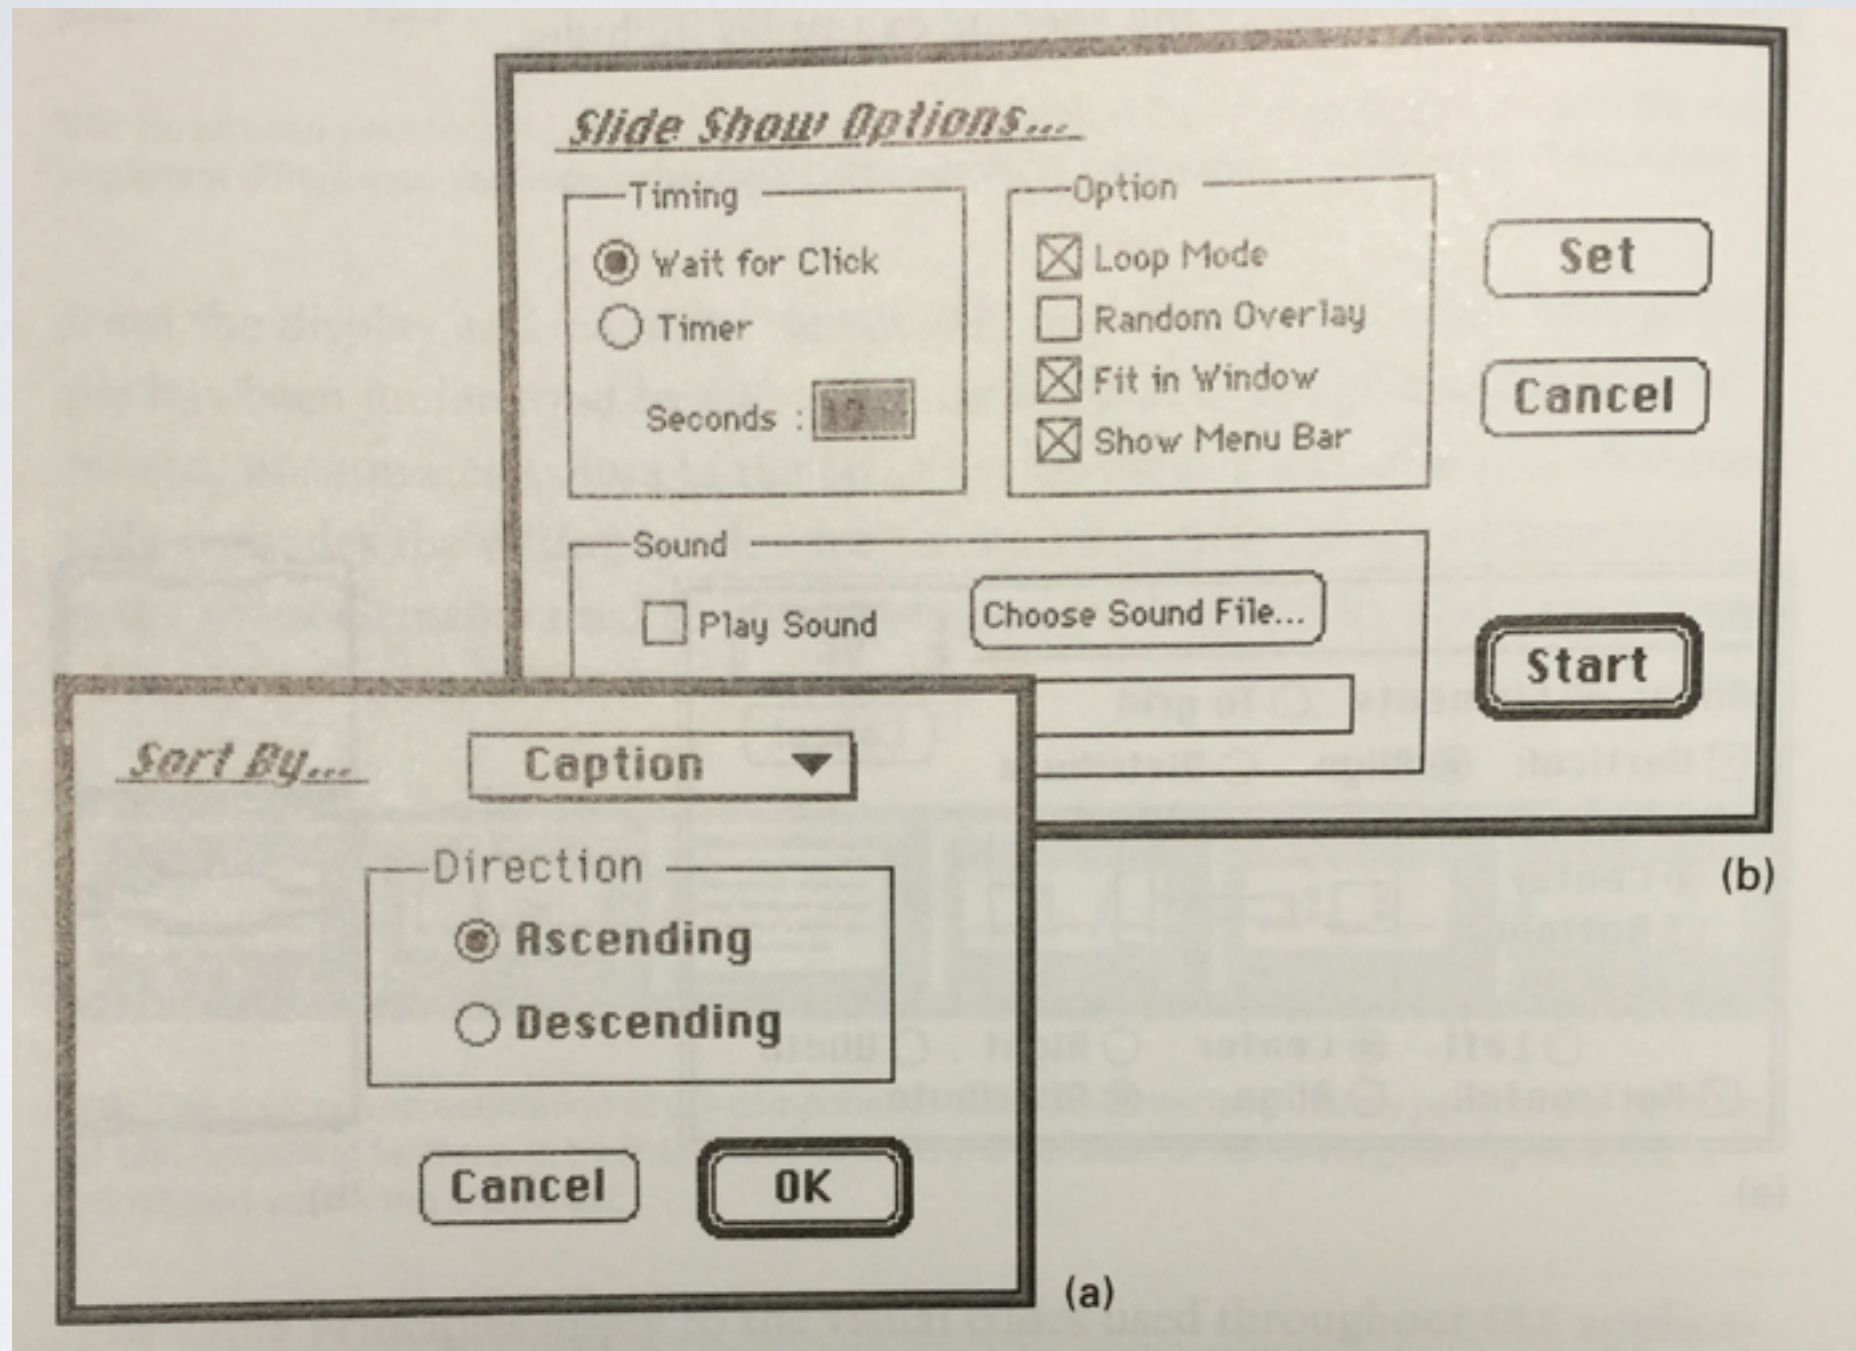 Slide Show Options...
Timing
Wait for Click
Timer
Seconds :
Option
Loop Mode
Random Overlay
Fit in Window
Show Menu Bar
Set
Cancel
Sound
Play Sound
Choose Sound File...
Start
(b)
Sort By...
Caption
Direction
Ascending
Descending
Cancel
OK
(a)